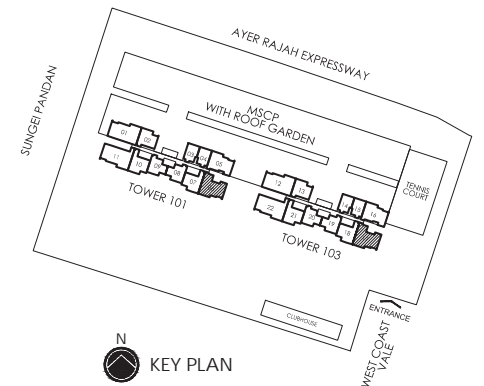 AYER RAJAH EXPRESSWAY
SUNGEI PANDAN
MSCP
WITH ROOF GARDEN
TENNIS
COURT
01
02
03
04
05
11
10
09
08
07
TOWER 101
12
13
14
15
16
22
21
20
19
18
TOWER 103
CLUBHOUSE
ENTRANCE
WEST COAST
VALE
N
KEY PLAN